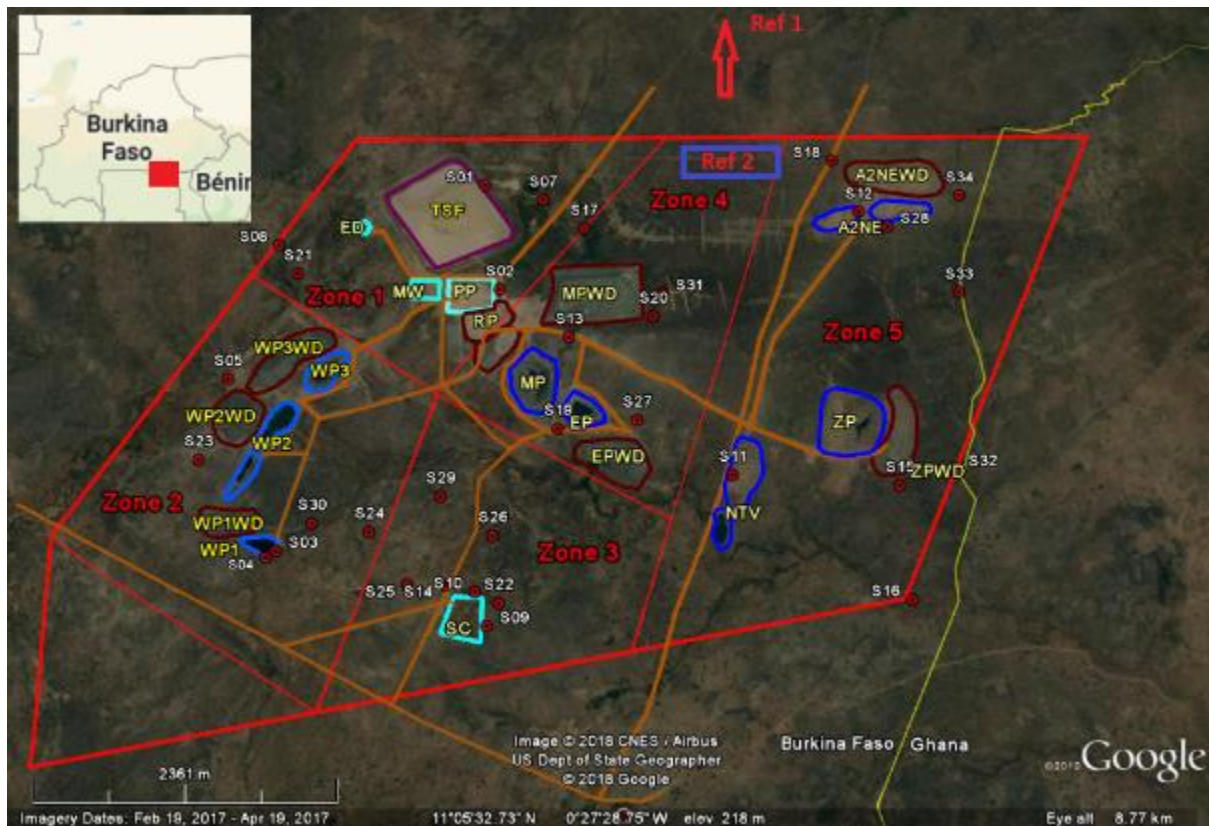 Ref 1
Burkina
Faso
Bénin
Ref 2
S18
S01
S07
A2NEWD
S34
Zone 4
TSF
S12
S17
S28
ED
A2NE
S06
S21
S02
S33
Zone 1
MW
PP
MPWD
S31
S20
RP
S13
Zone 5
WP3WD
S05
WP3
MP
WP2WD
S19
EP
S27
ZP
WP2
S23
EPWD
S11
S15
ZPWD
S32
Zone 2
S29
S30
S24
NTV
WP1WD
S26
WP1
S03
Zone 3
S04
S25
S14
S10
S22
S16
S09
SC
Image © 2018 CNES / Airbus
US Dept of State Geographer
© 2018 Google
Burkina Faso
Ghana
©2018 Google
2361 m
Imagery Dates: Feb 19, 2017 - Apr 19, 2017
11°05'32.73" N
0°27'28.75" W
elev 218 m
Eye alt
8.77 km